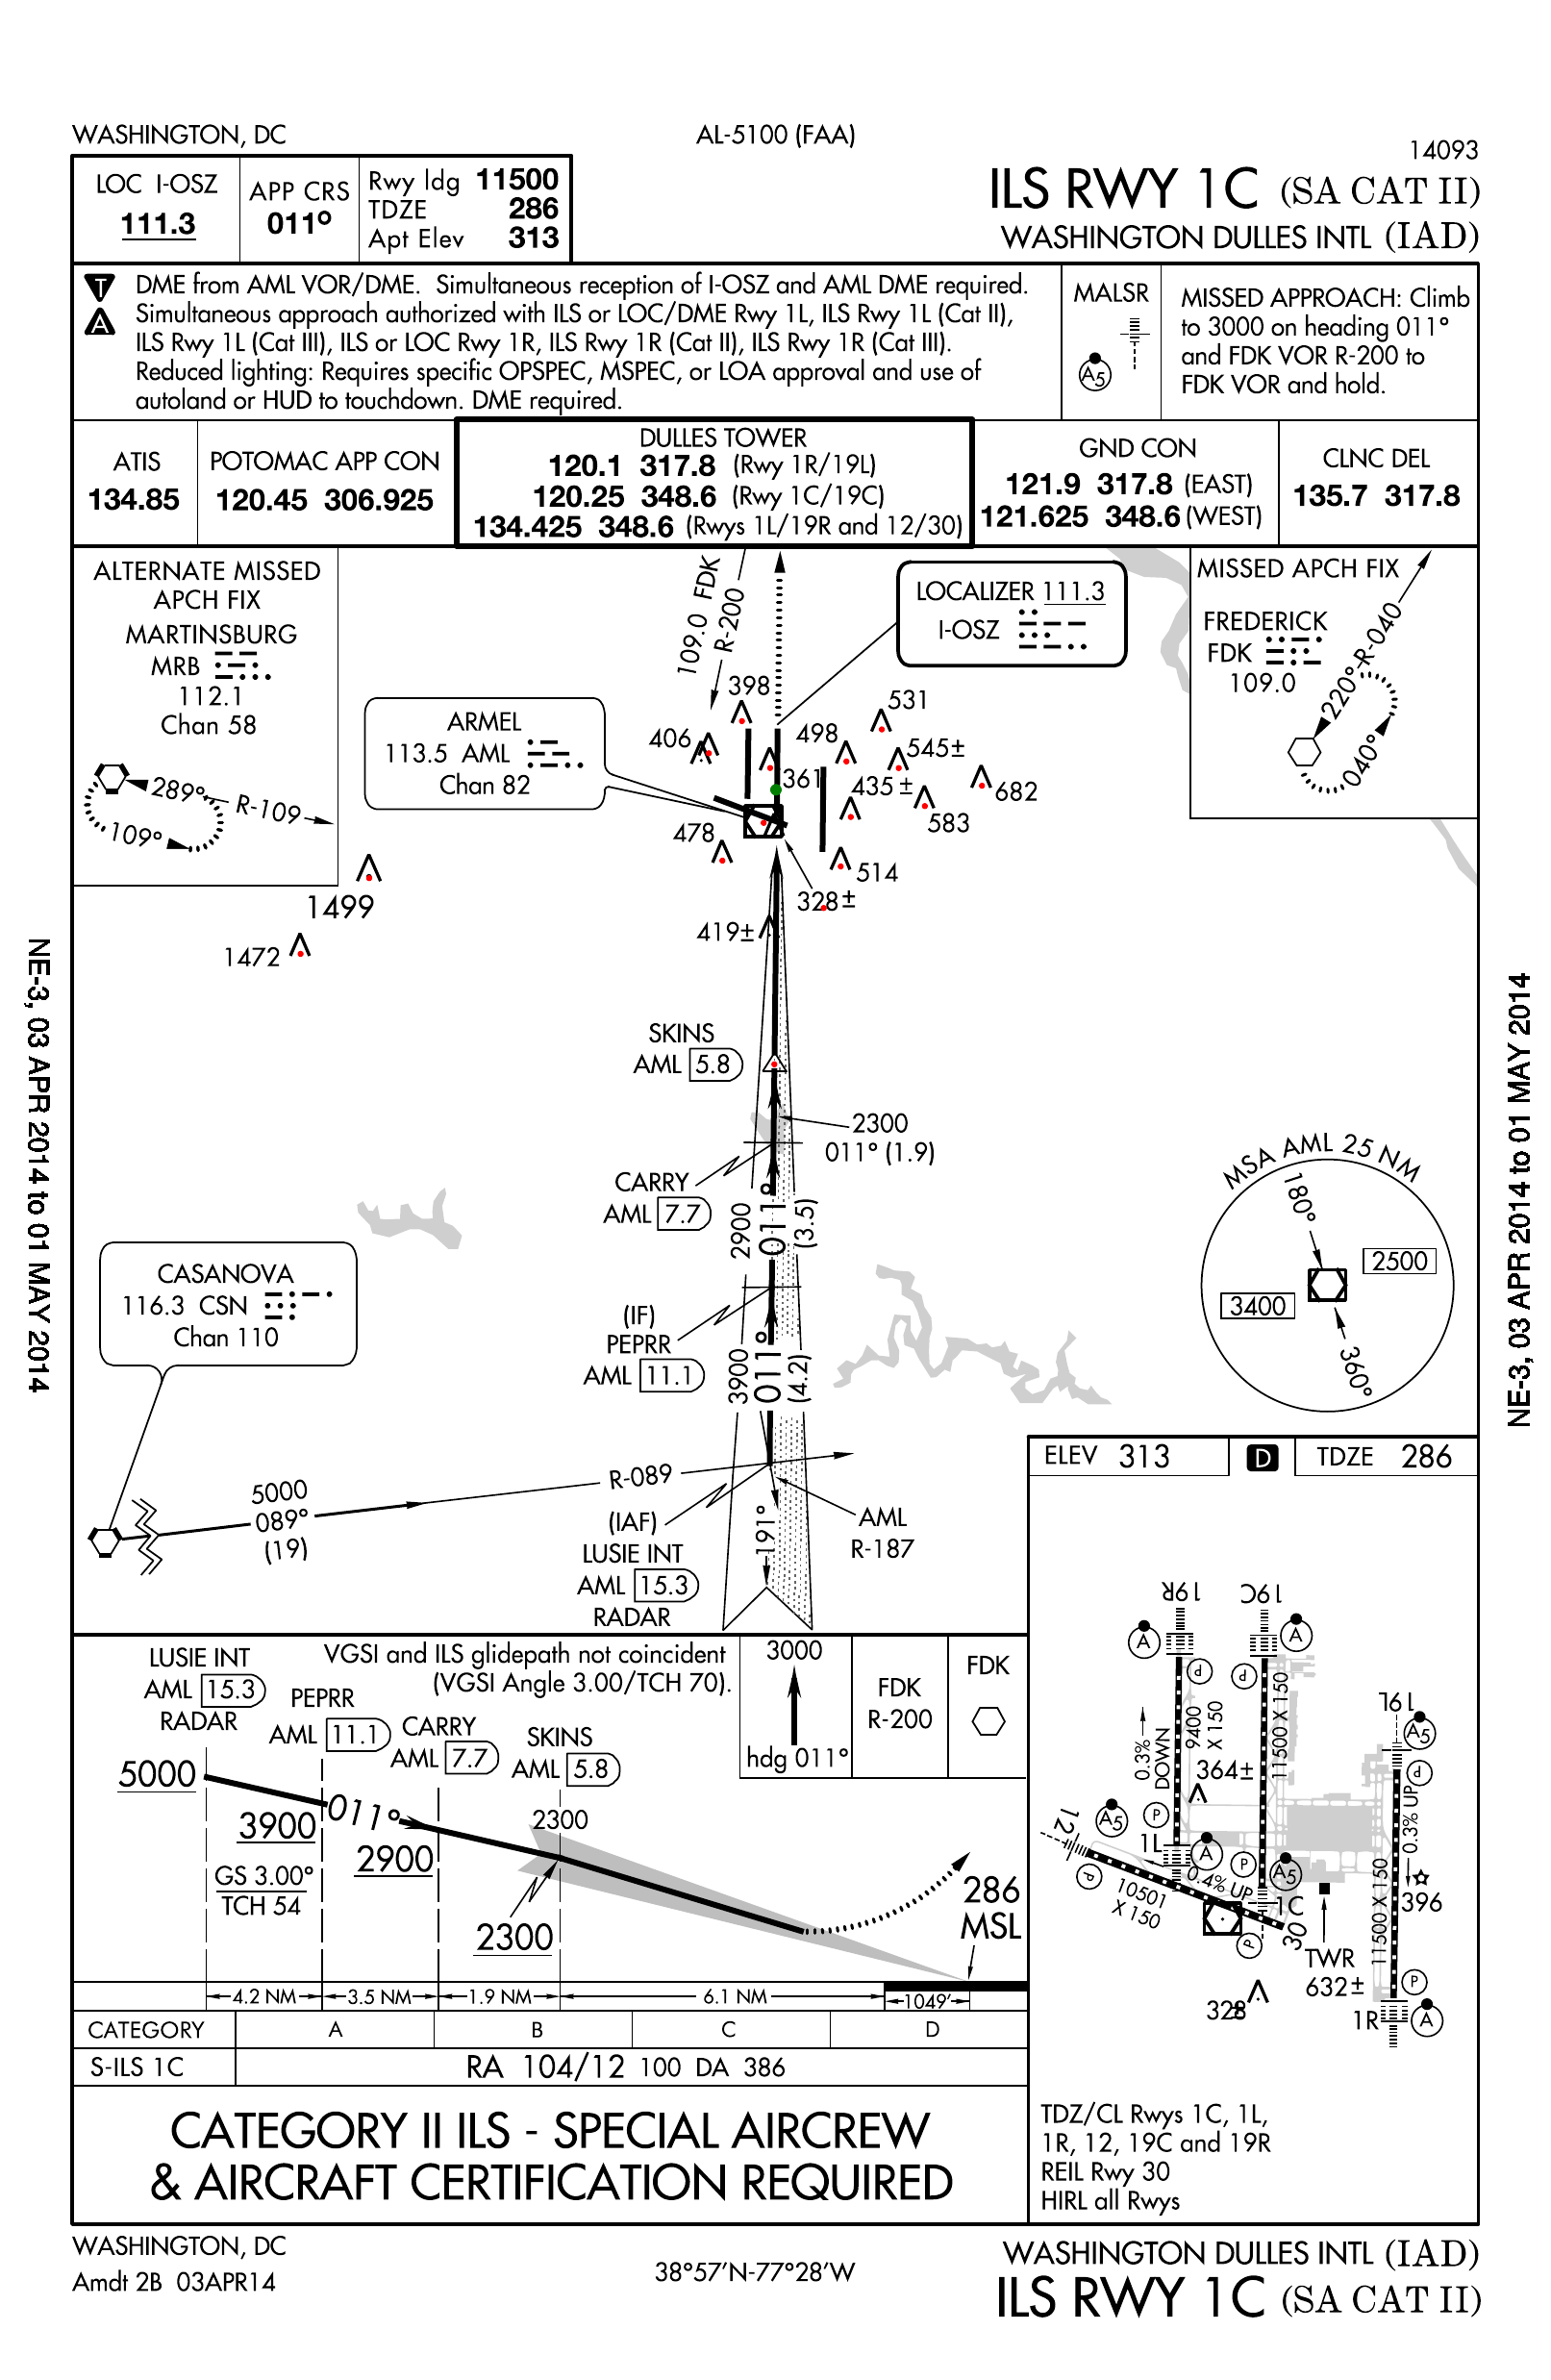 WASHINGTON, DC
AL-5100 (FAA)
14093
ILS RWY 1C (SA CAT II)
WASHINGTON DULLES INTL (IAD)
LOC I-OSZ
111.3
APP CRS
011°
Rwy ldg 11500
TDZE 286
Apt Elev 313
T
A
DME from AML VOR/DME. Simultaneous reception of I-OSZ and AML DME required.
Simultaneous approach authorized with ILS or LOC/DME Rwy 1L, ILS Rwy 1L (Cat II),
ILS Rwy 1L (Cat III), ILS or LOC Rwy 1R, ILS Rwy 1R (Cat II), ILS Rwy 1R (Cat III).
Reduced lighting: Requires specific OPSPEC, MSPEC, or LOA approval and use of
autoland or HUD to touchdown. DME required.
MALSR
A5
MISSED APPROACH: Climb
to 3000 on heading 011°
and FDK VOR R-200 to
FDK VOR and hold.
ATIS
134.85
POTOMAC APP CON
120.45 306.925
DULLES TOWER
120.1 317.8 (Rwy 1R/19L)
120.25 348.6 (Rwy 1C/19C)
134.425 348.6 (Rwys 1L/19R and 12/30)
GND CON
121.9 317.8 (EAST)
121.625 348.6 (WEST)
CLNC DEL
135.7 317.8
ALTERNATE MISSED
APCH FIX
MARTINSBURG
MRB
112.1
Chan 58
289°
R-109
109°
109.0 FDK
R-200
LOCALIZER 111.3
I-OSZ
MISSED APCH FIX
FREDERICK
FDK
109.0
R-040
220°
040°
ARMEL
113.5 AML
Chan 82
398
406
498
531
545±
361
435±
682
583
478
514
328±
419±
1499
1472
SKINS
AML 5.8
2300
011° (1.9)
CARRY
AML 7.7
2900
011°
(3.5)
(IF)
PEPRR
AML 11.1
3900
011°
(4.2)
MSA AML 25 NM
180°
2500
3400
360°
CASANOVA
116.3 CSN
Chan 110
5000
089°
(19)
R-089
(IAF)
LUSIE INT
AML 15.3
RADAR
191°
AML
R-187
NE-3, 03 APR 2014 to 01 MAY 2014
NE-3, 03 APR 2014 to 01 MAY 2014
ELEV 313
D
TDZE 286
19R
19C
A
A
P
P
0.3%
DOWN
9400
X 150
11500 X 150
364±
19L
A5
P
0.3% UP
12
A5
P
1L
A
P
A5
0.4% UP
1C
P
10501
X 150
30
P
TWR
632±
11500 X 150
396
328
P
1R
A
TDZ/CL Rwys 1C, 1L,
1R, 12, 19C and 19R
REIL Rwy 30
HIRL all Rwys
LUSIE INT
AML 15.3
RADAR
VGSI and ILS glidepath not coincident
(VGSI Angle 3.00/TCH 70).
PEPRR
AML 11.1
CARRY
AML 7.7
SKINS
AML 5.8
3000
hdg 011°
FDK
R-200
FDK
5000
3900
011°
2900
2300
2300
GS 3.00°
TCH 54
286
MSL
4.2 NM
3.5 NM
1.9 NM
6.1 NM
1049'
CATEGORY A B C D
S-ILS 1C RA 104/12 100 DA 386
CATEGORY II ILS - SPECIAL AIRCREW
& AIRCRAFT CERTIFICATION REQUIRED
WASHINGTON, DC
Amdt 2B 03APR14
38°57'N-77°28'W
WASHINGTON DULLES INTL (IAD)
ILS RWY 1C (SA CAT II)